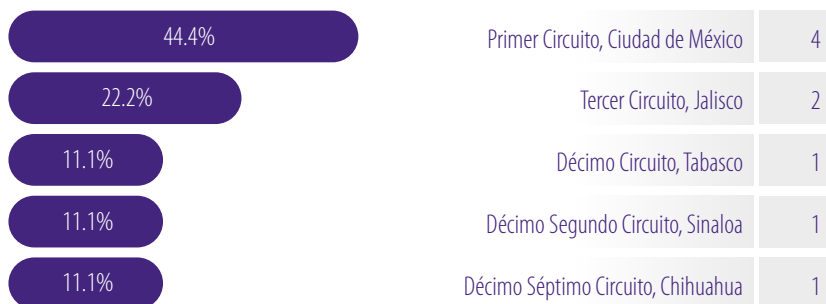 44.4% Primer Circuito, Ciudad de México 4
22.2% Tercer Circuito, Jalisco 2
11.1% Décimo Circuito, Tabasco 1
11.1% Décimo Segundo Circuito, Sinaloa 1
11.1% Décimo Séptimo Circuito, Chihuahua 1